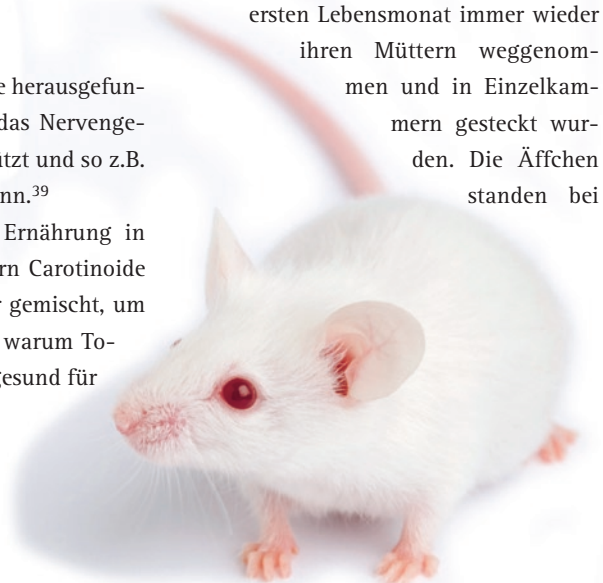 e herausgefun-
das Nervenge-
ützt und so z.B.
nn.³⁹
Ernährung in
rn Carotinoide
r gemischt, um
warum To-
gesund für
ersten Lebensmonat immer wieder
ihren Müttern weggenom-
men und in Einzelkam-
mern gesteckt wur-
den. Die Äffchen
standen bei